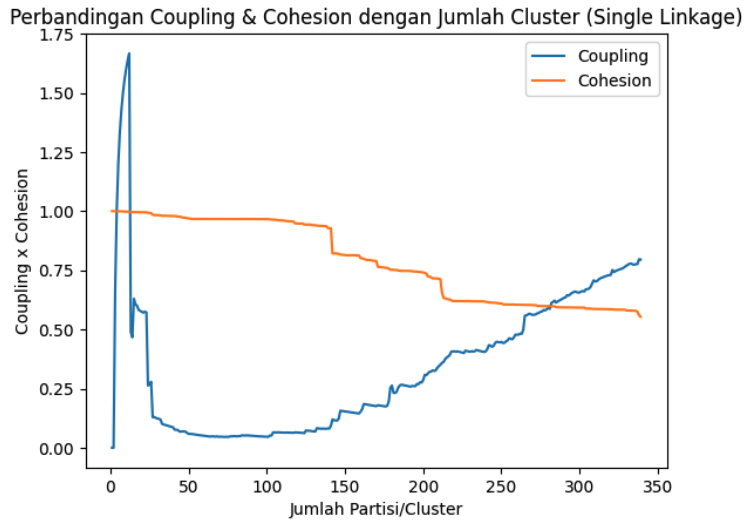 Perbandingan Coupling & Cohesion dengan Jumlah Cluster (Single Linkage)
Coupling
Cohesion
Coupling x Cohesion
1.75
1.50
1.25
1.00
0.75
0.50
0.25
0.00
0 50 100 150 200 250 300 350
Jumlah Partisi/Cluster